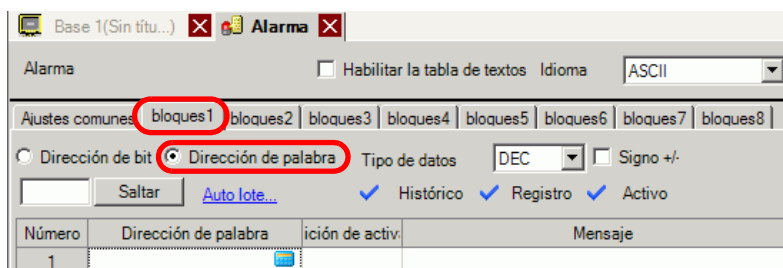 Base 1(Sin títu...) Alarma
Alarma Habilitar la tabla de textos Idioma ASCII
Ajustes comunes bloques1 bloques2 bloques3 bloques4 bloques5 bloques6 bloques7 bloques8
Dirección de bit Dirección de palabra Tipo de datos DEC Signo +/-
Saltar Auto lote... Histórico Registro Activo
Número Dirección de palabra ición de activ. Mensaje
1